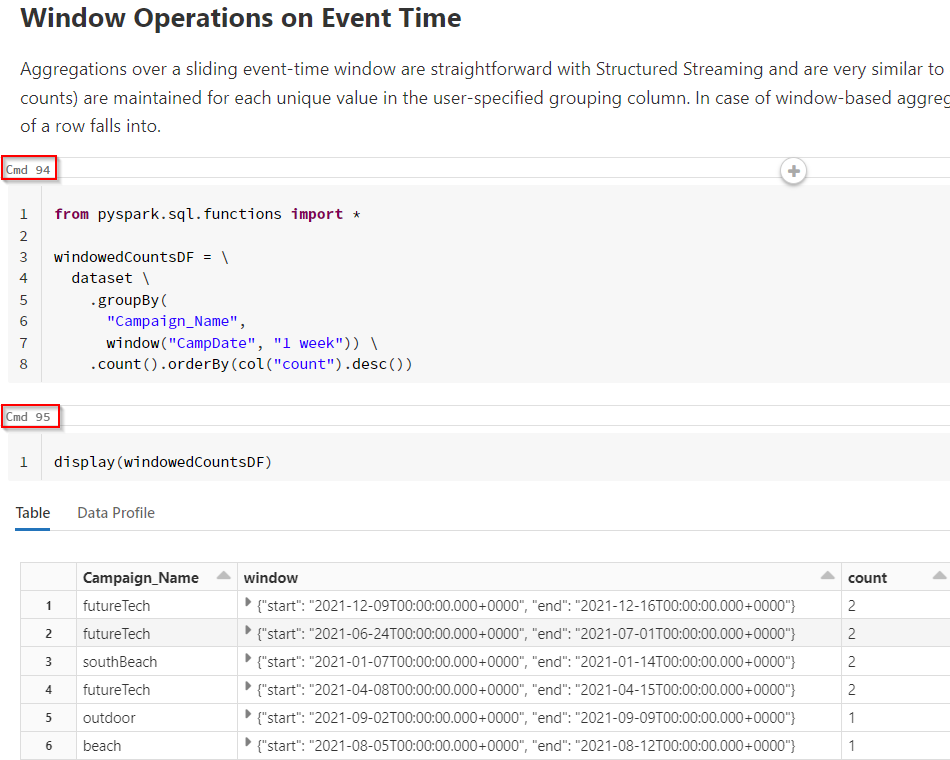 Window Operations on Event Time
Aggregations over a sliding event-time window are straightforward with Structured Streaming and are very similar to
counts) are maintained for each unique value in the user-specified grouping column. In case of window-based aggreg
of a row falls into.
Cmd 94
1 from pyspark.sql.functions import *
2
3 windowedCountsDF = \
4 dataset \
5 .groupBy(
6 "Campaign_Name",
7 window("CampDate", "1 week")) \
8 .count().orderBy(col("count").desc())
Cmd 95
1 display(windowedCountsDF)
Table Data Profile
Campaign_Name window count
1 futureTech {"start": "2021-12-09T00:00:00.000+0000", "end": "2021-12-16T00:00:00.000+0000"} 2
2 futureTech {"start": "2021-06-24T00:00:00.000+0000", "end": "2021-07-01T00:00:00.000+0000"} 2
3 southBeach {"start": "2021-01-07T00:00:00.000+0000", "end": "2021-01-14T00:00:00.000+0000"} 2
4 futureTech {"start": "2021-04-08T00:00:00.000+0000", "end": "2021-04-15T00:00:00.000+0000"} 2
5 outdoor {"start": "2021-09-02T00:00:00.000+0000", "end": "2021-09-09T00:00:00.000+0000"} 1
6 beach {"start": "2021-08-05T00:00:00.000+0000", "end": "2021-08-12T00:00:00.000+0000"} 1